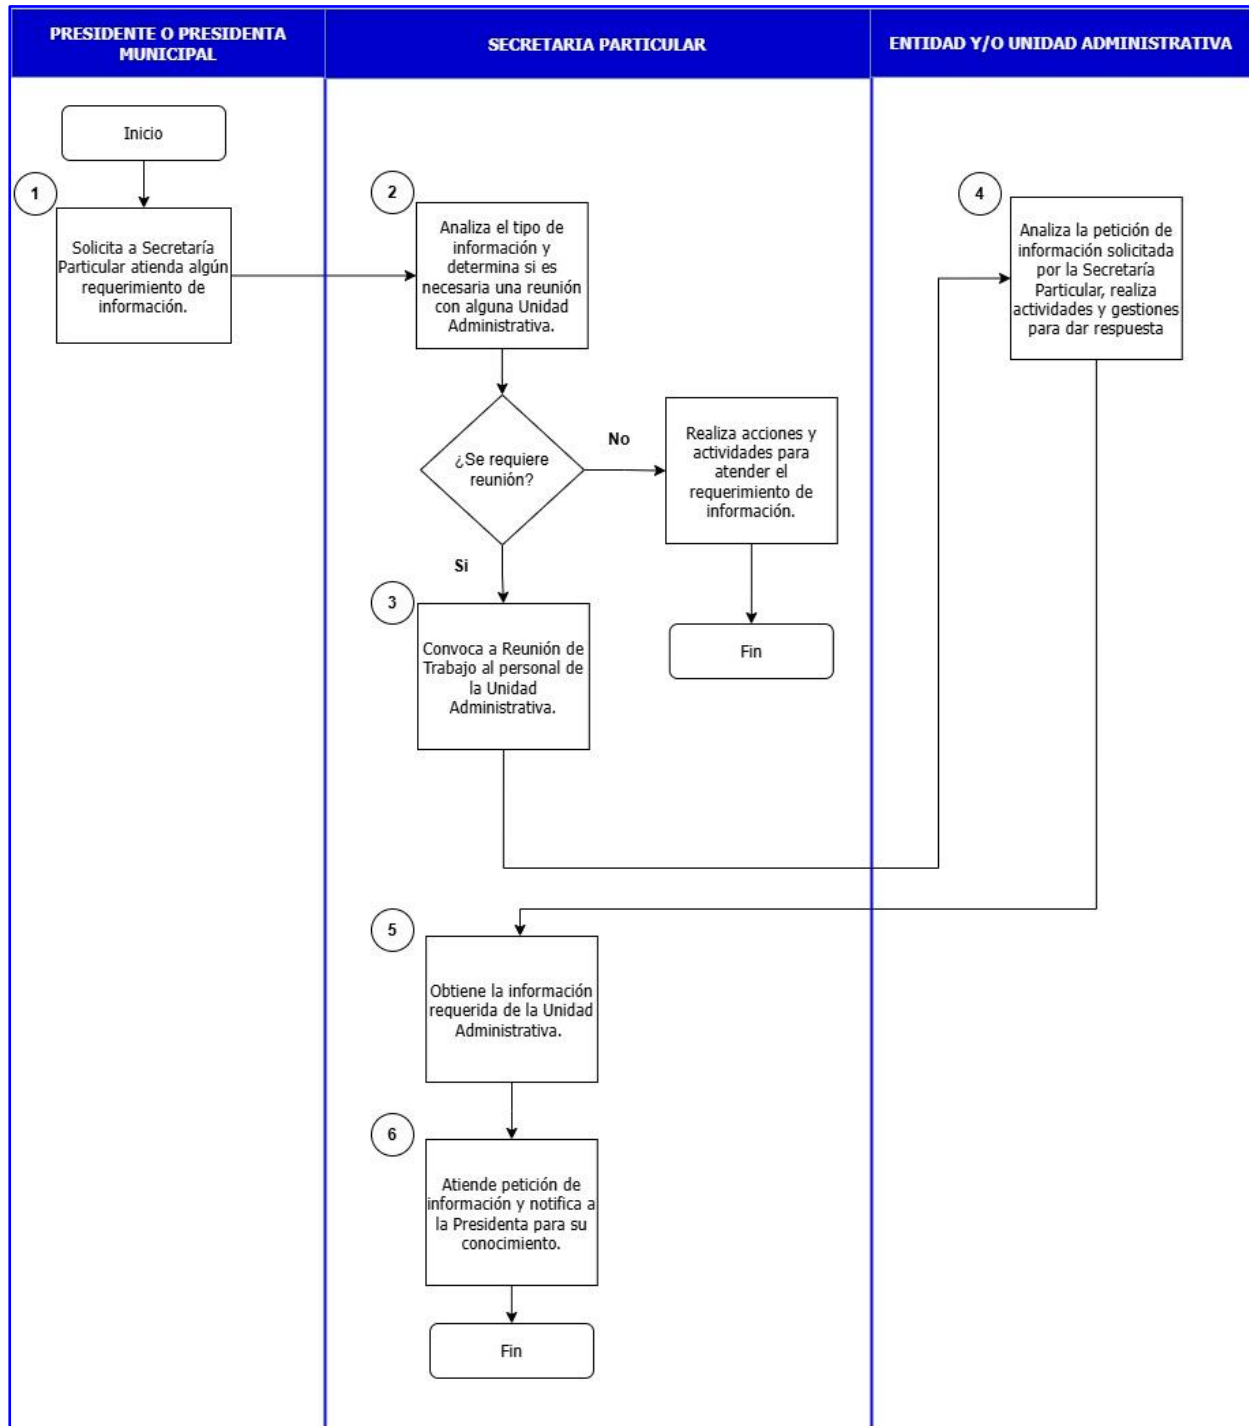 PRESIDENTE O PRESIDENTA
MUNICIPAL
SECRETARIA PARTICULAR
ENTIDAD Y/O UNIDAD ADMINISTRATIVA
Inicio
1
Solicita a Secretaría
Particular atienda algún
requerimiento de
información.
2
Analiza el tipo de
información y
determina si es
necesaria una reunión
con alguna Unidad
Administrativa.
4
Analiza la petición de
información solicitada
por la Secretaría
Particular, realiza
actividades y gestiones
para dar respuesta
¿Se requiere
reunión?
No
Realiza acciones y
actividades para
atender el
requerimiento de
información.
Si
Fin
3
Convoca a Reunión de
Trabajo al personal de
la Unidad
Administrativa.
5
Obtiene la información
requerida de la Unidad
Administrativa.
6
Atiende petición de
información y notifica a
la Presidenta para su
conocimiento.
Fin